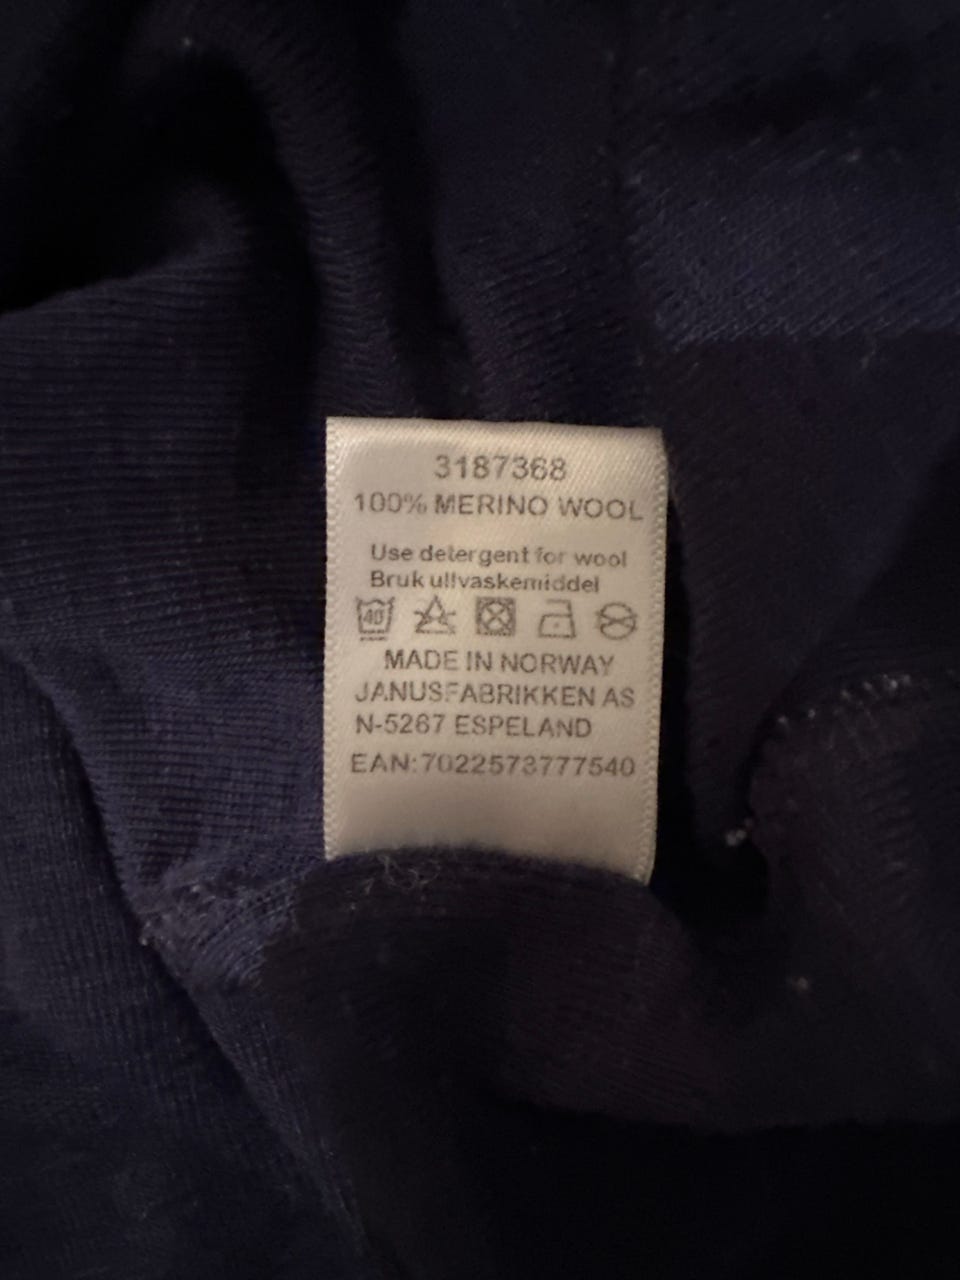 3187368
100% MERINO WOOL
Use detergent for wool
Bruk ullvaskemiddel
40
MADE IN NORWAY
JANUSFABRIKKEN AS
N-5267 ESPELAND
EAN:7022573777540